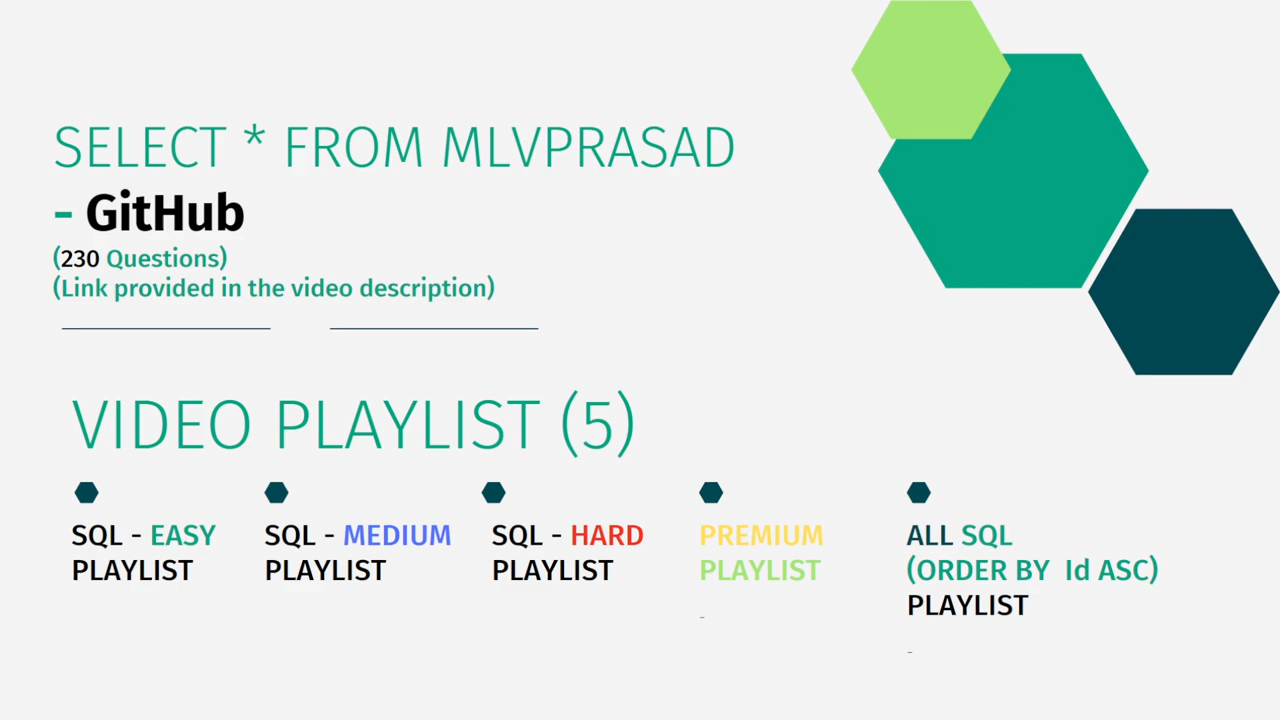 SELECT * FROM MLVPRASAD
- GitHub
(230 Questions)
(Link provided in the video description)
VIDEO PLAYLIST (5)
SQL - EASY
PLAYLIST
SQL - MEDIUM
PLAYLIST
SQL - HARD
PLAYLIST
PREMIUM
PLAYLIST
-
ALL SQL
(ORDER BY Id ASC)
PLAYLIST
-